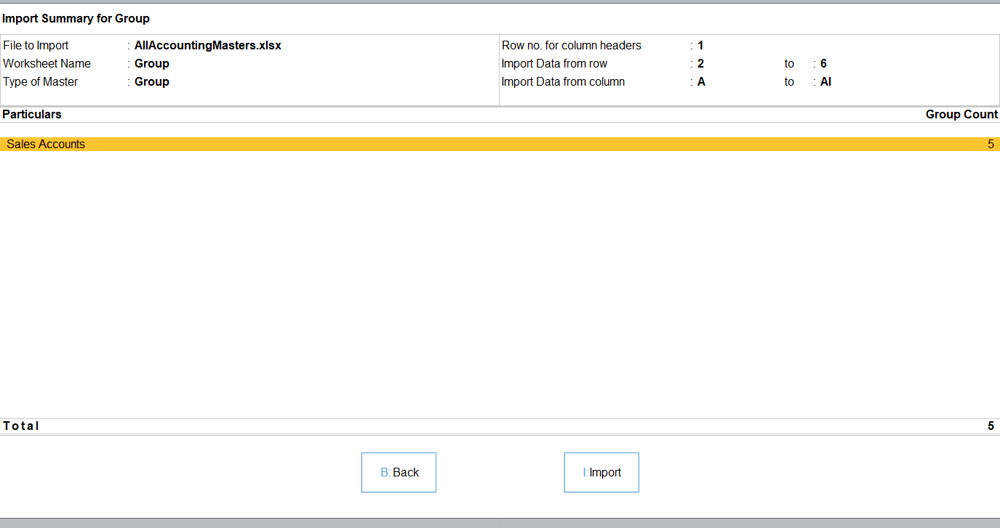 Import Summary for Group
File to Import : AllAccountingMasters.xlsx Row no. for column headers : 1
Worksheet Name : Group Import Data from row : 2 to : 6
Type of Master : Group Import Data from column : A to : AI
Particulars Group Count
Sales Accounts 5
Total 5
B: Back I: Import